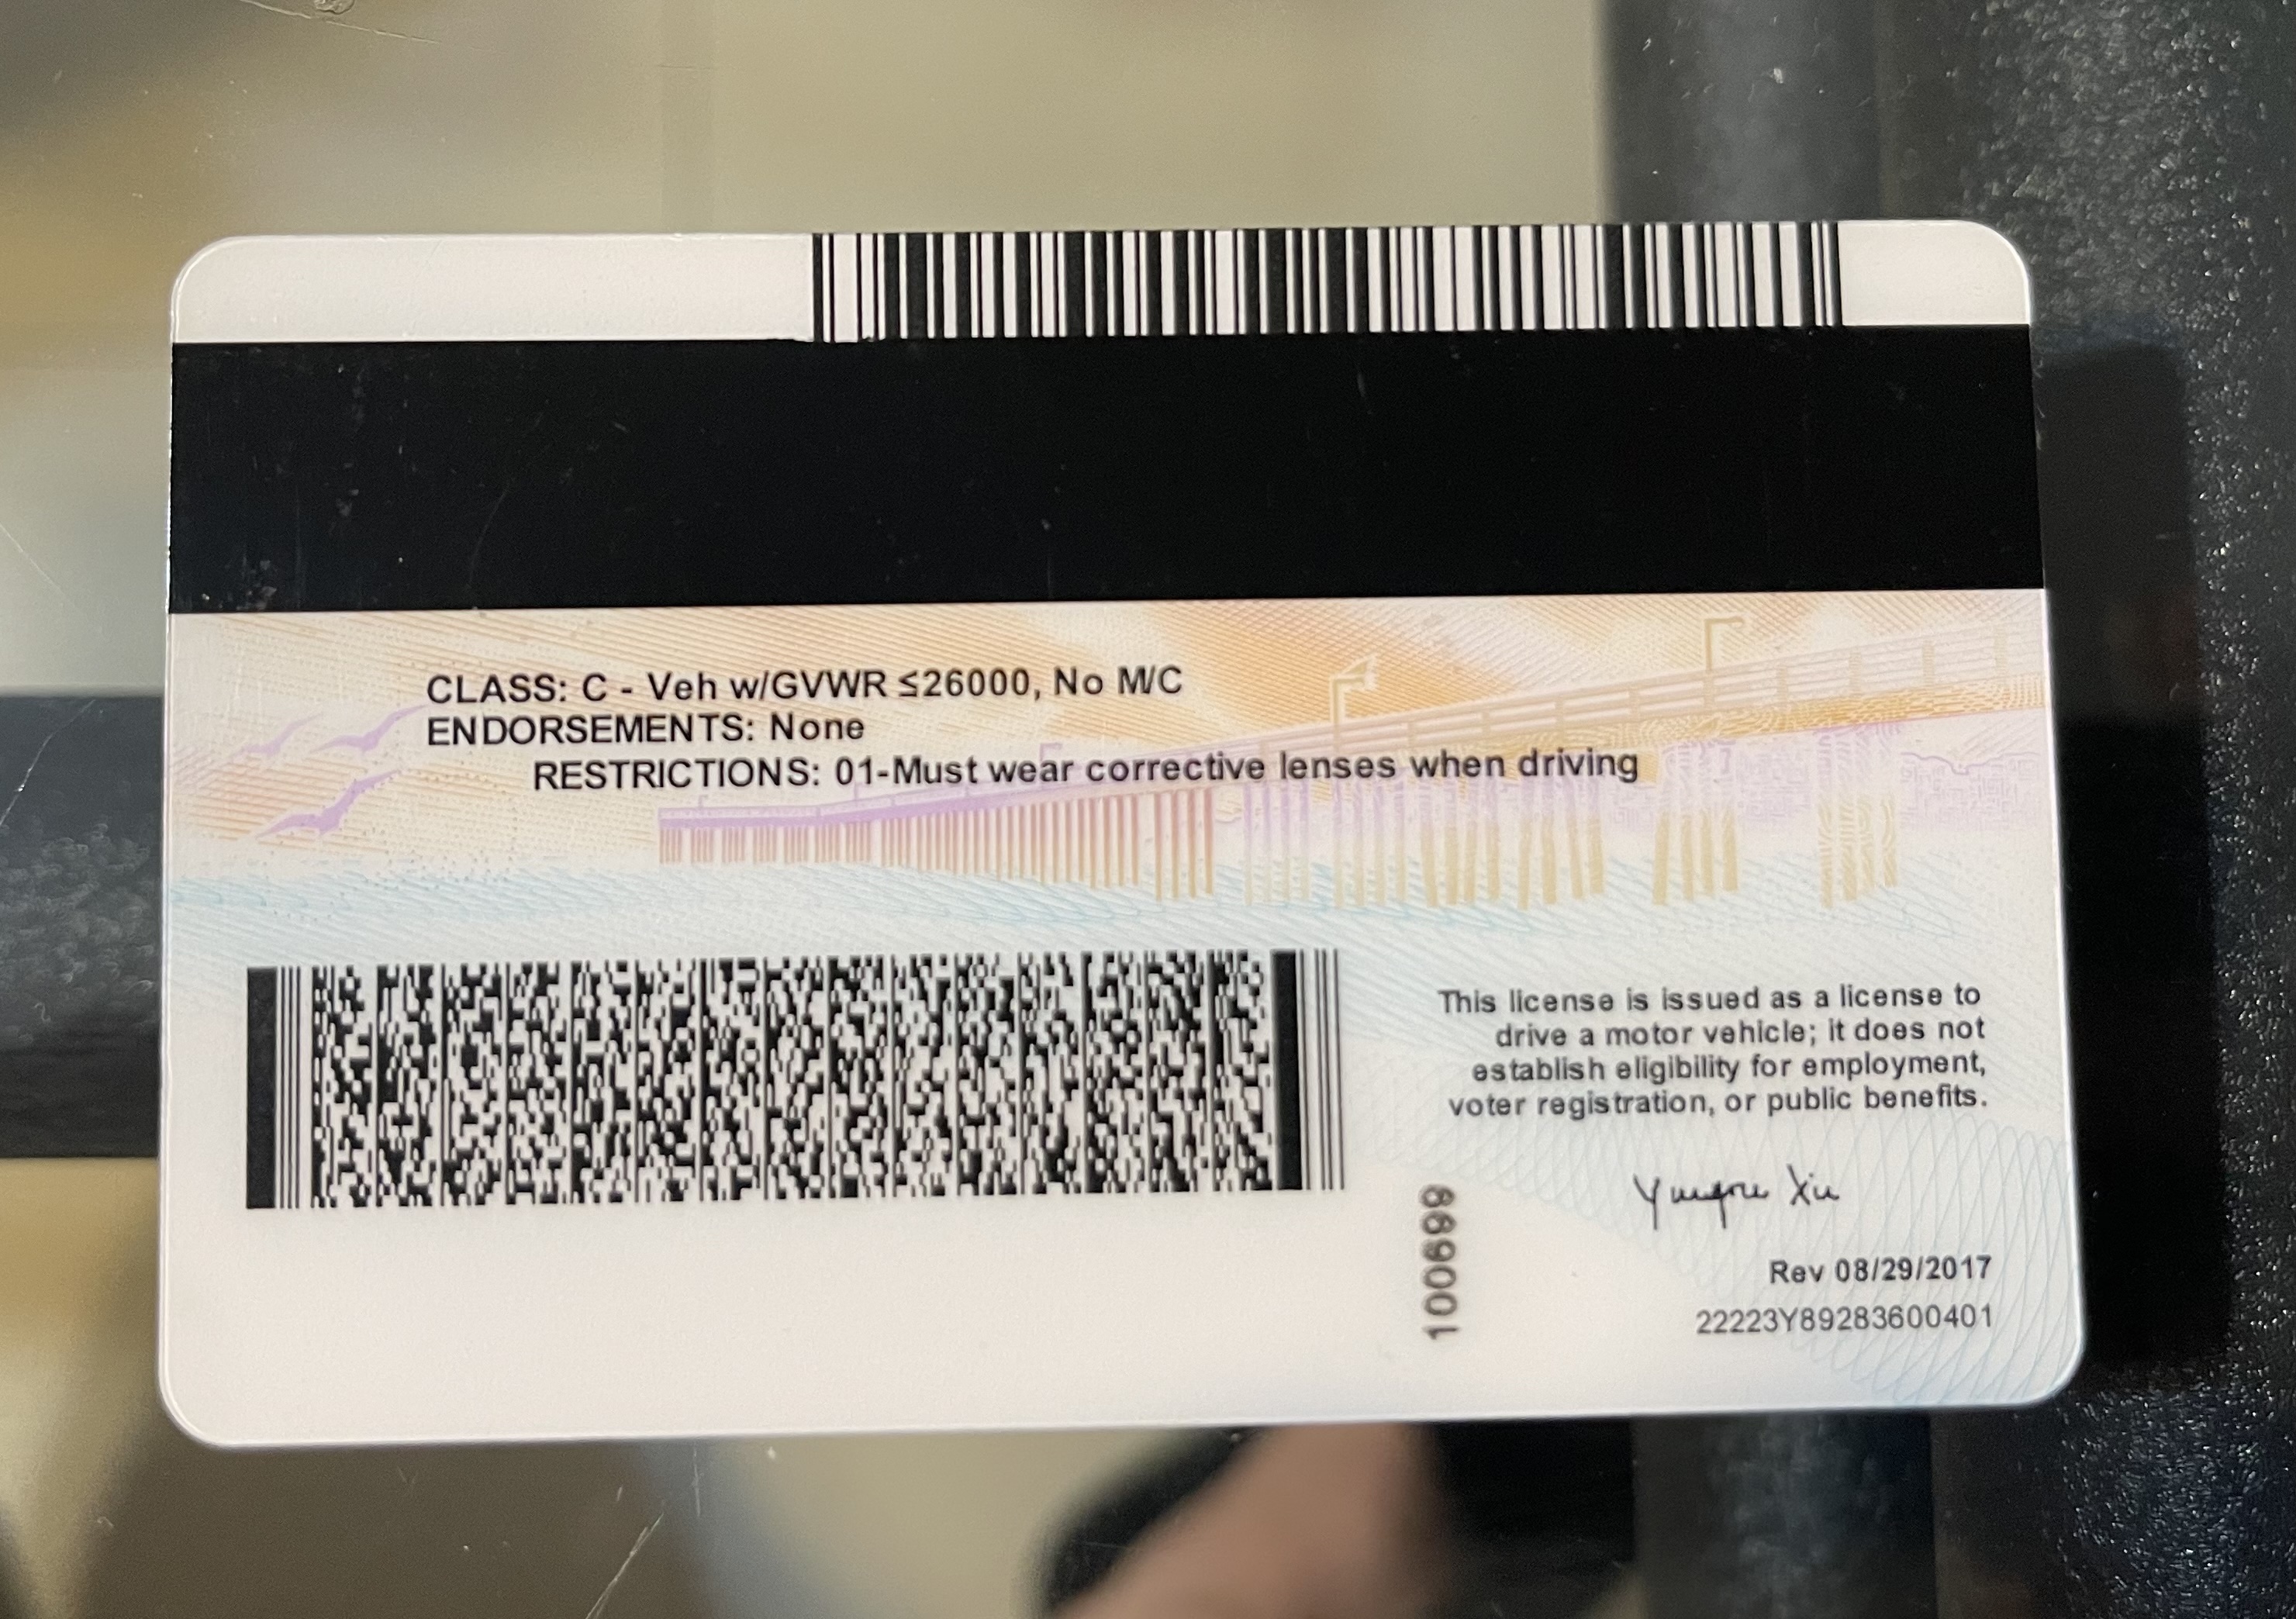 CLASS: C - Veh w/GVWR ≤26000, No M/C
ENDORSEMENTS: None
RESTRICTIONS: 01-Must wear corrective lenses when driving
This license is issued as a license to
drive a motor vehicle; it does not
establish eligibility for employment,
voter registration, or public benefits.
100699
Rev 08/29/2017
22223Y89283600401